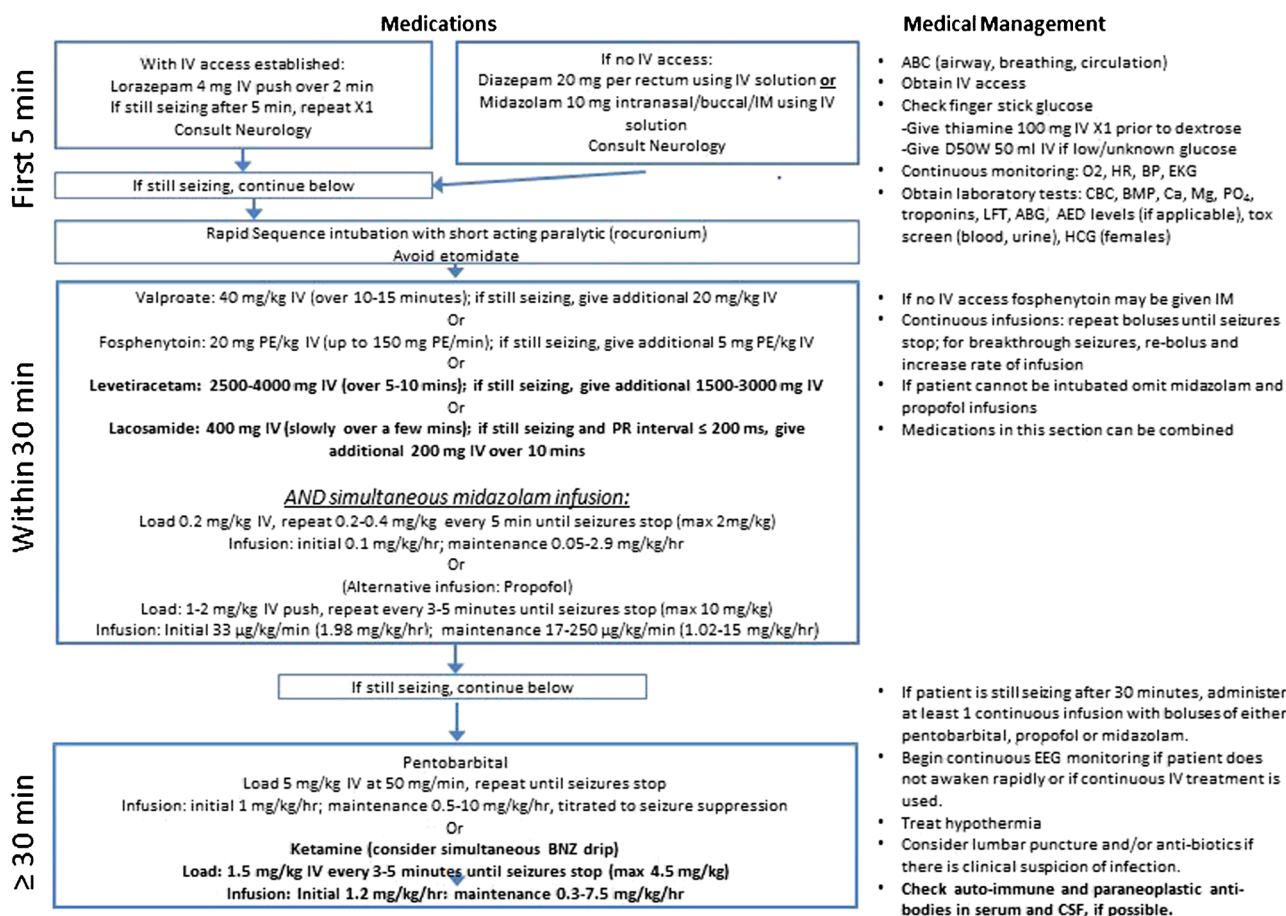 Medications
First 5 min
With IV access established:
Lorazepam 4 mg IV push over 2 min
If still seizing after 5 min, repeat X1
Consult Neurology
If no IV access:
Diazepam 20 mg per rectum using IV solution or
Midazolam 10 mg intranasal/buccal/IM using IV
solution
Consult Neurology
If still seizing, continue below
Rapid Sequence intubation with short acting paralytic (rocuronium)
Avoid etomidate
Within 30 min
Valproate: 40 mg/kg IV (over 10-15 minutes); if still seizing, give additional 20 mg/kg IV
Or
Fosphenytoin: 20 mg PE/kg IV (up to 150 mg PE/min); if still seizing, give additional 5 mg PE/kg IV
Or
Levetiracetam: 2500-4000 mg IV (over 5-10 mins); if still seizing, give additional 1500-3000 mg IV
Or
Lacosamide: 400 mg IV (slowly over a few mins); if still seizing and PR interval ≤ 200 ms, give
additional 200 mg IV over 10 mins
AND simultaneous midazolam infusion:
Load 0.2 mg/kg IV, repeat 0.2-0.4 mg/kg every 5 min until seizures stop (max 2mg/kg)
Infusion: initial 0.1 mg/kg/hr; maintenance 0.05-2.9 mg/kg/hr
Or
(Alternative infusion: Propofol)
Load: 1-2 mg/kg IV push, repeat every 3-5 minutes until seizures stop (max 10 mg/kg)
Infusion: Initial 33 µg/kg/min (1.98 mg/kg/hr); maintenance 17-250 µg/kg/min (1.02-15 mg/kg/hr)
If still seizing, continue below
≥ 30 min
Pentobarbital
Load 5 mg/kg IV at 50 mg/min, repeat until seizures stop
Infusion: initial 1 mg/kg/hr; maintenance 0.5-10 mg/kg/hr, titrated to seizure suppression
Or
Ketamine (consider simultaneous BNZ drip)
Load: 1.5 mg/kg IV every 3-5 minutes until seizures stop (max 4.5 mg/kg)
Infusion: Initial 1.2 mg/kg/hr: maintenance 0.3-7.5 mg/kg/hr
Medical Management
• ABC (airway, breathing, circulation)
• Obtain IV access
• Check finger stick glucose
-Give thiamine 100 mg IV X1 prior to dextrose
-Give D50W 50 ml IV if low/unknown glucose
• Continuous monitoring: O2, HR, BP, EKG
• Obtain laboratory tests: CBC, BMP, Ca, Mg, PO₄,
troponins, LFT, ABG, AED levels (if applicable), tox
screen (blood, urine), HCG (females)
• If no IV access fosphenytoin may be given IM
• Continuous infusions: repeat boluses until seizures
stop; for breakthrough seizures, re-bolus and
increase rate of infusion
• If patient cannot be intubated omit midazolam and
propofol infusions
• Medications in this section can be combined
• If patient is still seizing after 30 minutes, administer
at least 1 continuous infusion with boluses of either
pentobarbital, propofol or midazolam.
• Begin continuous EEG monitoring if patient does
not awaken rapidly or if continuous IV treatment is
used.
• Treat hypothermia
• Consider lumbar puncture and/or anti-biotics if
there is clinical suspicion of infection.
• Check auto-immune and paraneoplastic anti-
bodies in serum and CSF, if possible.